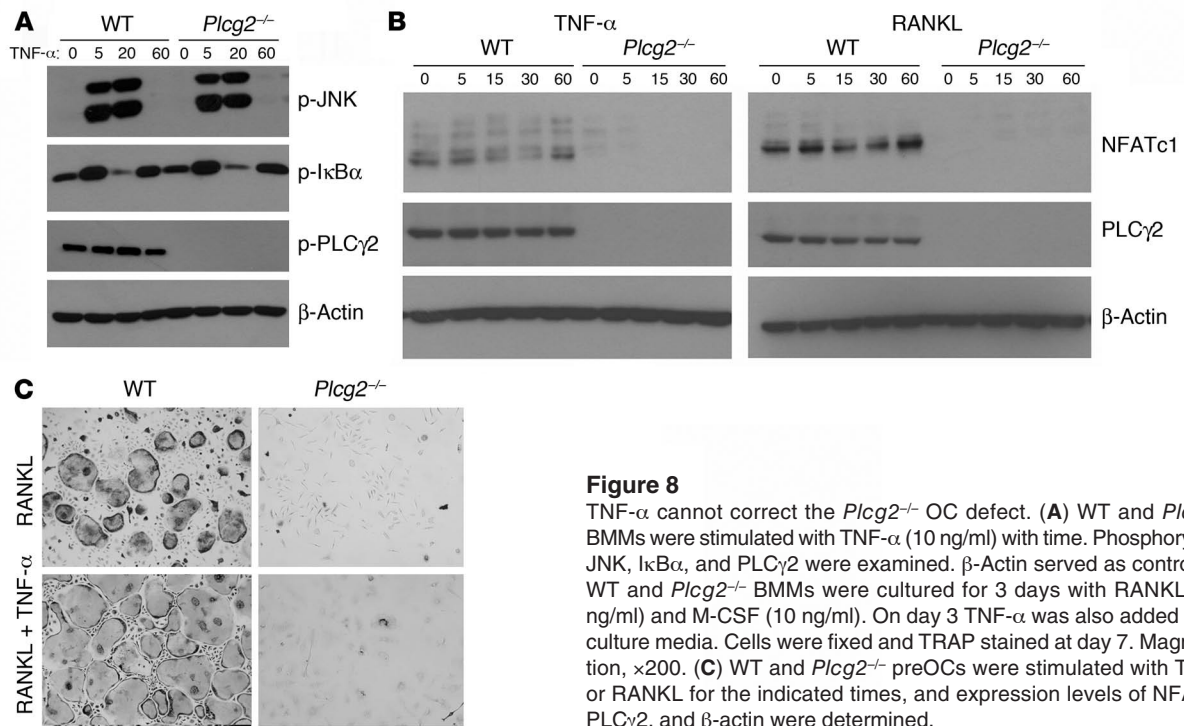 A
WT Plcg2–/–
TNF-α: 0 5 20 60 0 5 20 60
p-JNK
p-IκBα
p-PLCγ2
β-Actin
B
TNF-α RANKL
WT Plcg2–/– WT Plcg2–/–
0 5 15 30 60 0 5 15 30 60 0 5 15 30 60 0 5 15 30 60
NFATc1
PLCγ2
β-Actin
C
WT Plcg2–/–
RANKL
RANKL + TNF-α
Figure 8
TNF-α cannot correct the Plcg2–/– OC defect. (A) WT and Plc
BMMs were stimulated with TNF-α (10 ng/ml) with time. Phosphory
JNK, IκBα, and PLCγ2 were examined. β-Actin served as control
WT and Plcg2–/– BMMs were cultured for 3 days with RANKL
ng/ml) and M-CSF (10 ng/ml). On day 3 TNF-α was also added
culture media. Cells were fixed and TRAP stained at day 7. Magn
tion, ×200. (C) WT and Plcg2–/– preOCs were stimulated with T
or RANKL for the indicated times, and expression levels of NFA
PLCγ2, and β-actin were determined.